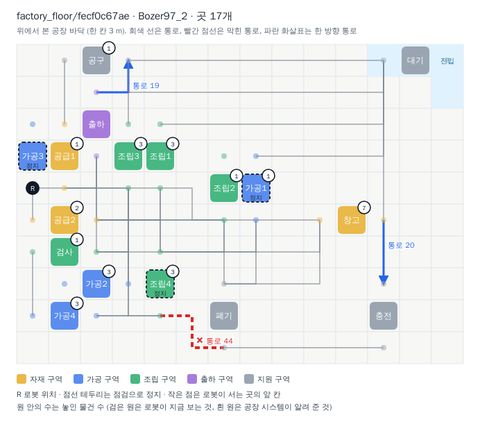 factory_floor/fecf0c67ae · Bozer97_2 · 곳 17개
위에서 본 공장 바닥 (한 칸 3 m). 회색 선은 통로, 빨간 점선은 막힌 통로, 파란 화살표는 한 방향 통로
공구 1
대기
전립
통로 19
출하
가공3 정지
공급1 1
조립3 3
조립1 3
R
조립2 1
가공1 정지 1
공급2 2
창고 7
검사 1
통로 20
가공2 3
조립4 정지 3
가공4 3
폐기
충전
통로 44
자재 구역
가공 구역
조립 구역
출하 구역
지원 구역
R 로봇 위치 · 점선 테두리는 점검으로 정지 · 작은 점은 로봇이 서는 곳의 앞 칸
원 안의 수는 놓인 물건 수 (검은 원은 로봇이 지금 보는 것, 흰 원은 공장 시스템이 알려 준 것)